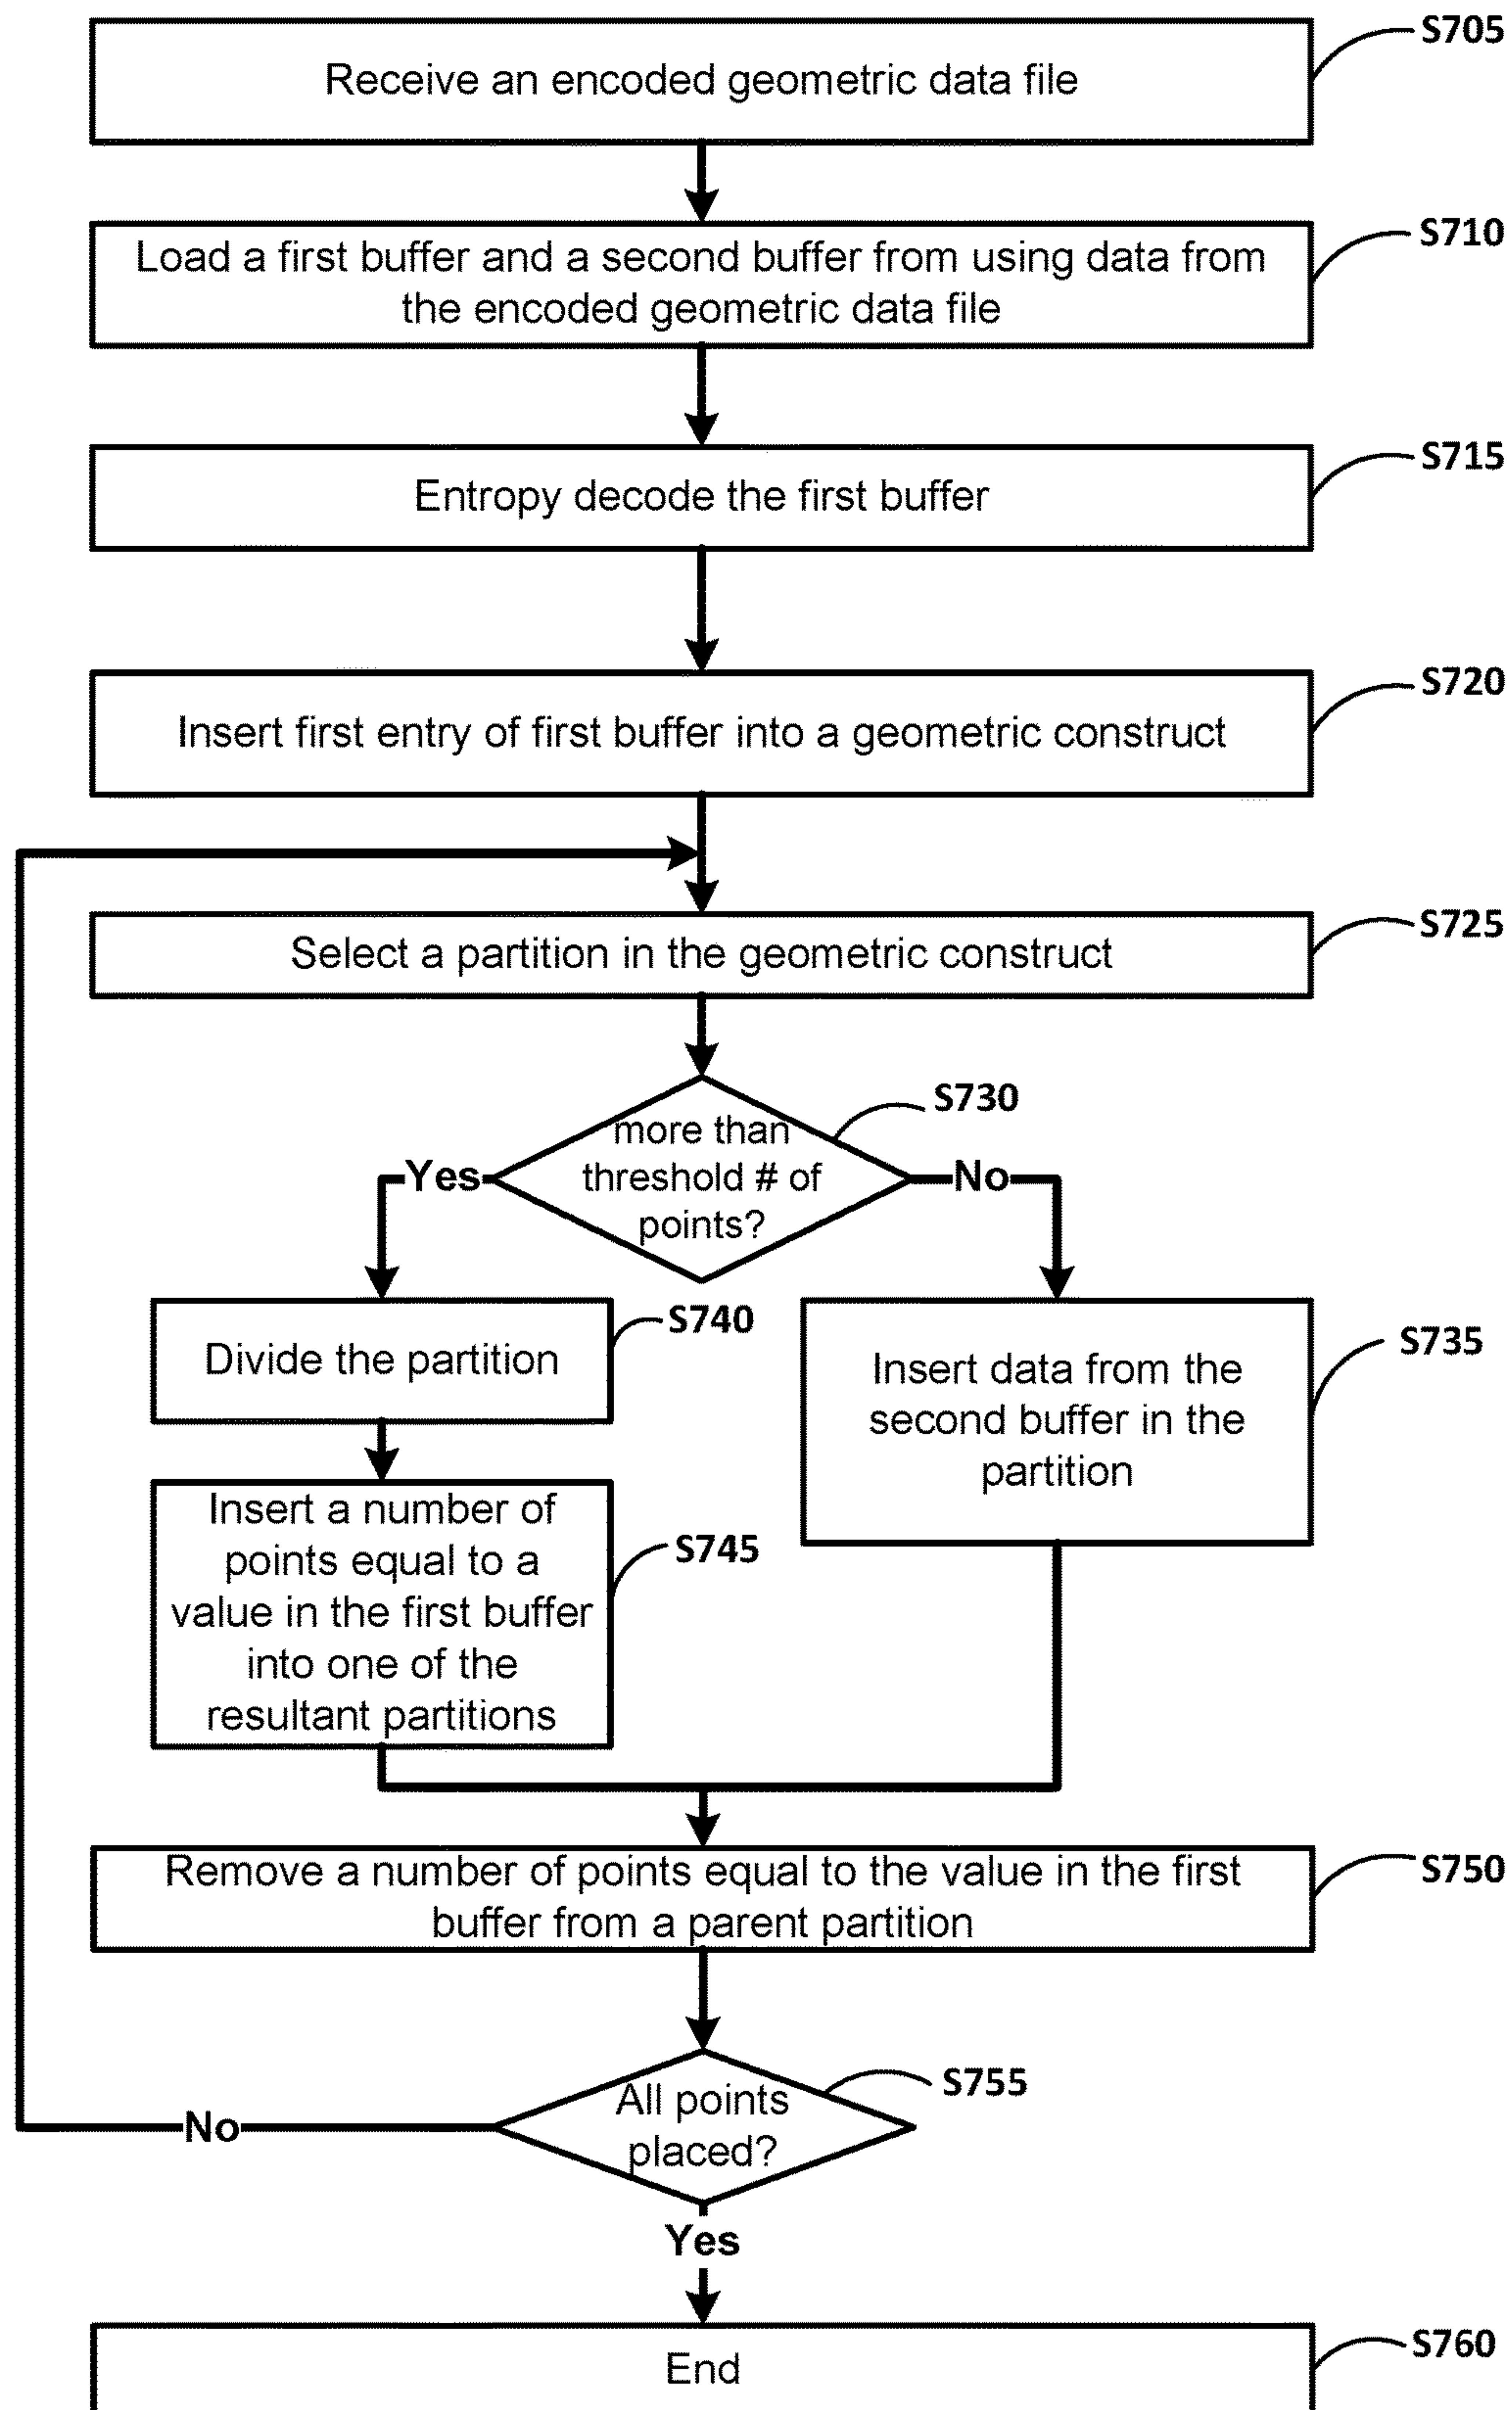 S705
Receive an encoded geometric data file
S710
Load a first buffer and a second buffer from using data from
the encoded geometric data file
S715
Entropy decode the first buffer
S720
Insert first entry of first buffer into a geometric construct
S725
Select a partition in the geometric construct
S730
more than
threshold # of
points?
Yes
No
S740
Divide the partition
S735
Insert data from the
second buffer in the
partition
S745
Insert a number of
points equal to a
value in the first buffer
into one of the
resultant partitions
S750
Remove a number of points equal to the value in the first
buffer from a parent partition
S755
All points
placed?
No
Yes
S760
End